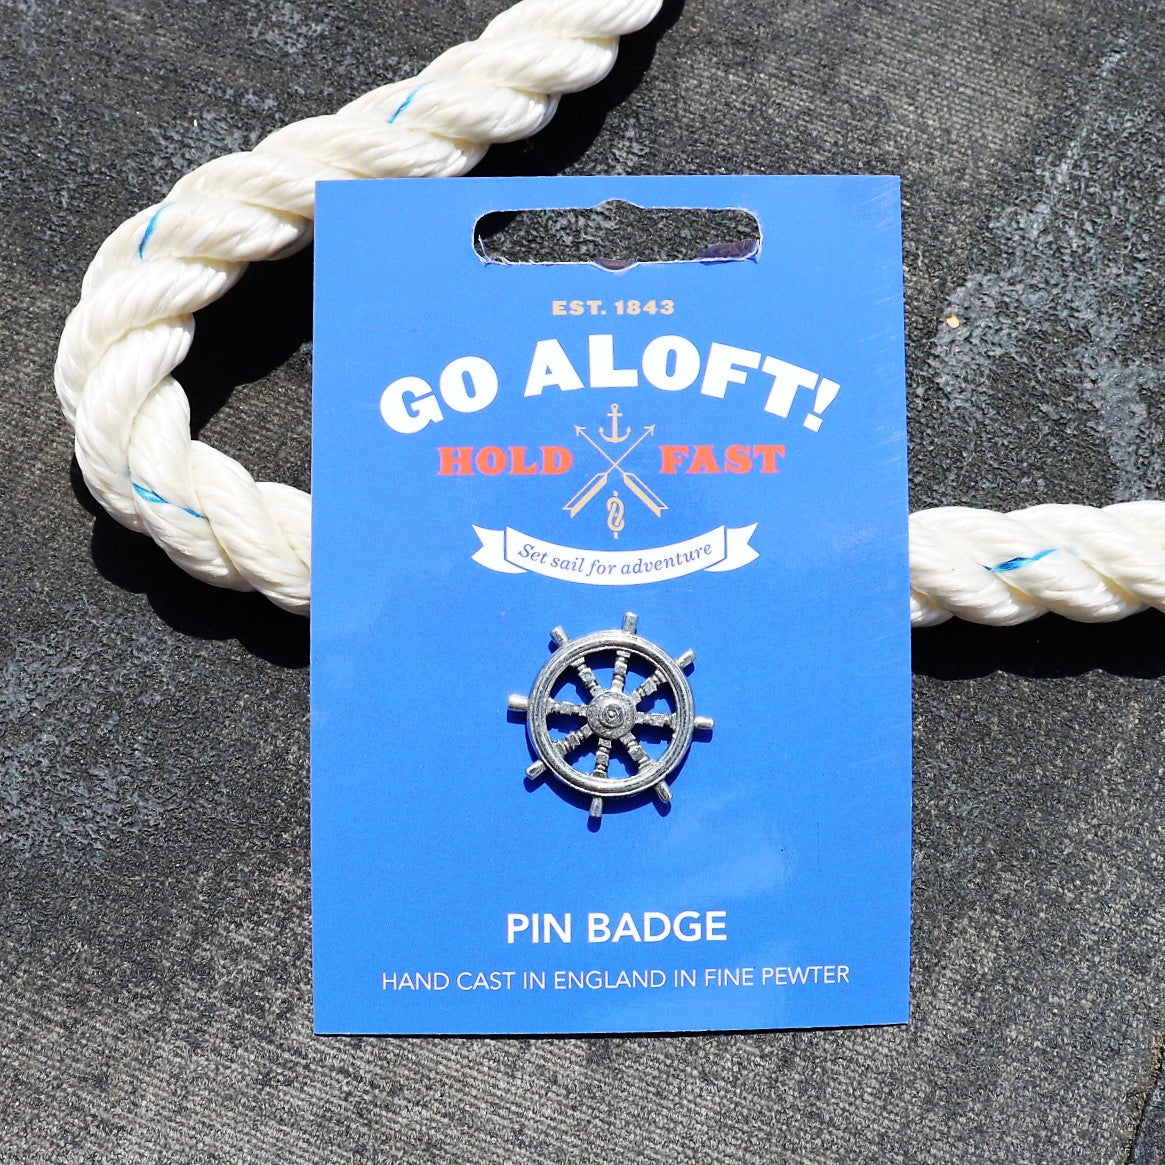 EST. 1843
GO ALOFT!
HOLD FAST
Set sail for adventure
PIN BADGE
HAND CAST IN ENGLAND IN FINE PEWTER